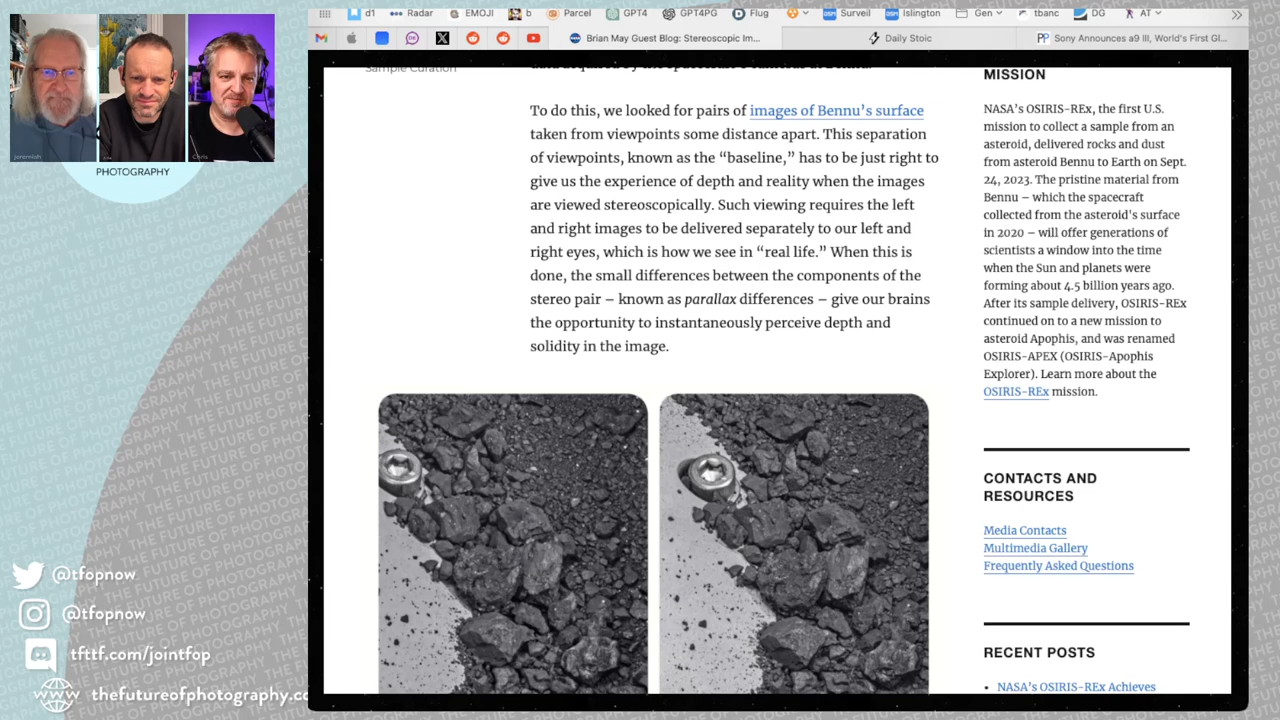 d1
Radar
EMOJI
b
Parcel
GPT4
GPT4PG
Flug
Surveil
Islington
Gen
tbanc
DG
AT
Brian May Guest Blog: Stereoscopic Im...
Daily Stoic
Sony Announces a9 III, World's First Gl...
jeremiah
Chris
PHOTOGRAPHY
Sample Curation
To do this, we looked for pairs of images of Bennu’s surface
taken from viewpoints some distance apart. This separation
of viewpoints, known as the “baseline,” has to be just right to
give us the experience of depth and reality when the images
are viewed stereoscopically. Such viewing requires the left
and right images to be delivered separately to our left and
right eyes, which is how we see in “real life.” When this is
done, the small differences between the components of the
stereo pair – known as parallax differences – give our brains
the opportunity to instantaneously perceive depth and
solidity in the image.
MISSION
NASA’s OSIRIS-REx, the first U.S.
mission to collect a sample from an
asteroid, delivered rocks and dust
from asteroid Bennu to Earth on Sept.
24, 2023. The pristine material from
Bennu – which the spacecraft
collected from the asteroid's surface
in 2020 – will offer generations of
scientists a window into the time
when the Sun and planets were
forming about 4.5 billion years ago.
After its sample delivery, OSIRIS-REx
continued on to a new mission to
asteroid Apophis, and was renamed
OSIRIS-APEX (OSIRIS-Apophis
Explorer). Learn more about the
OSIRIS-REx mission.
CONTACTS AND
RESOURCES
Media Contacts
Multimedia Gallery
Frequently Asked Questions
RECENT POSTS
NASA’s OSIRIS-REx Achieves
@tfopnow
@tfopnow
tfttf.com/jointfop
thefutureofphotography.co
THE FUTURE OF PHOTOGRAPHY